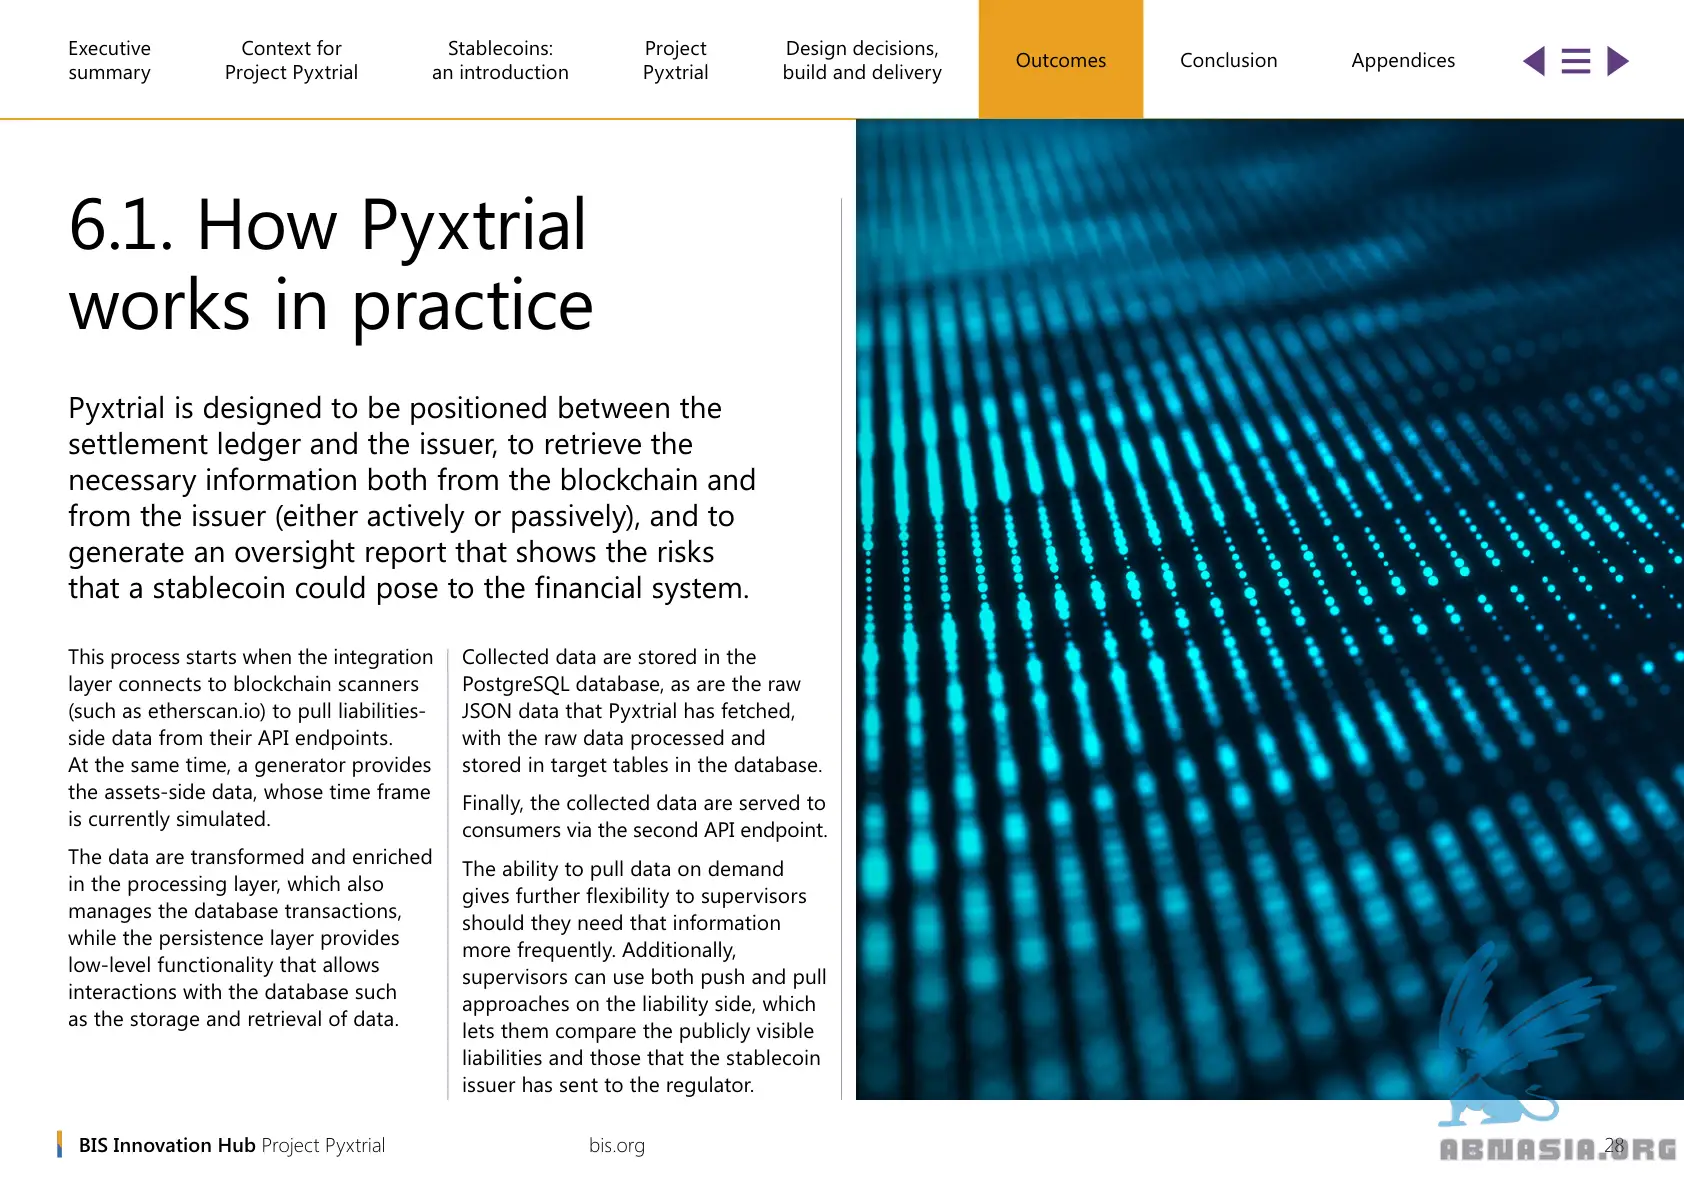 Executive
summary
Context for
Project Pyxtrial
Stablecoins:
an introduction
Project
Pyxtrial
Design decisions,
build and delivery
Outcomes
Conclusion
Appendices
6.1. How Pyxtrial
works in practice
Pyxtrial is designed to be positioned between the
settlement ledger and the issuer, to retrieve the
necessary information both from the blockchain and
from the issuer (either actively or passively), and to
generate an oversight report that shows the risks
that a stablecoin could pose to the financial system.
This process starts when the integration
layer connects to blockchain scanners
(such as etherscan.io) to pull liabilities-
side data from their API endpoints.
At the same time, a generator provides
the assets-side data, whose time frame
is currently simulated.
The data are transformed and enriched
in the processing layer, which also
manages the database transactions,
while the persistence layer provides
low-level functionality that allows
interactions with the database such
as the storage and retrieval of data.
Collected data are stored in the
PostgreSQL database, as are the raw
JSON data that Pyxtrial has fetched,
with the raw data processed and
stored in target tables in the database.
Finally, the collected data are served to
consumers via the second API endpoint.
The ability to pull data on demand
gives further flexibility to supervisors
should they need that information
more frequently. Additionally,
supervisors can use both push and pull
approaches on the liability side, which
lets them compare the publicly visible
liabilities and those that the stablecoin
issuer has sent to the regulator.
BIS Innovation Hub Project Pyxtrial
bis.org
28
ABNASIA.ORG